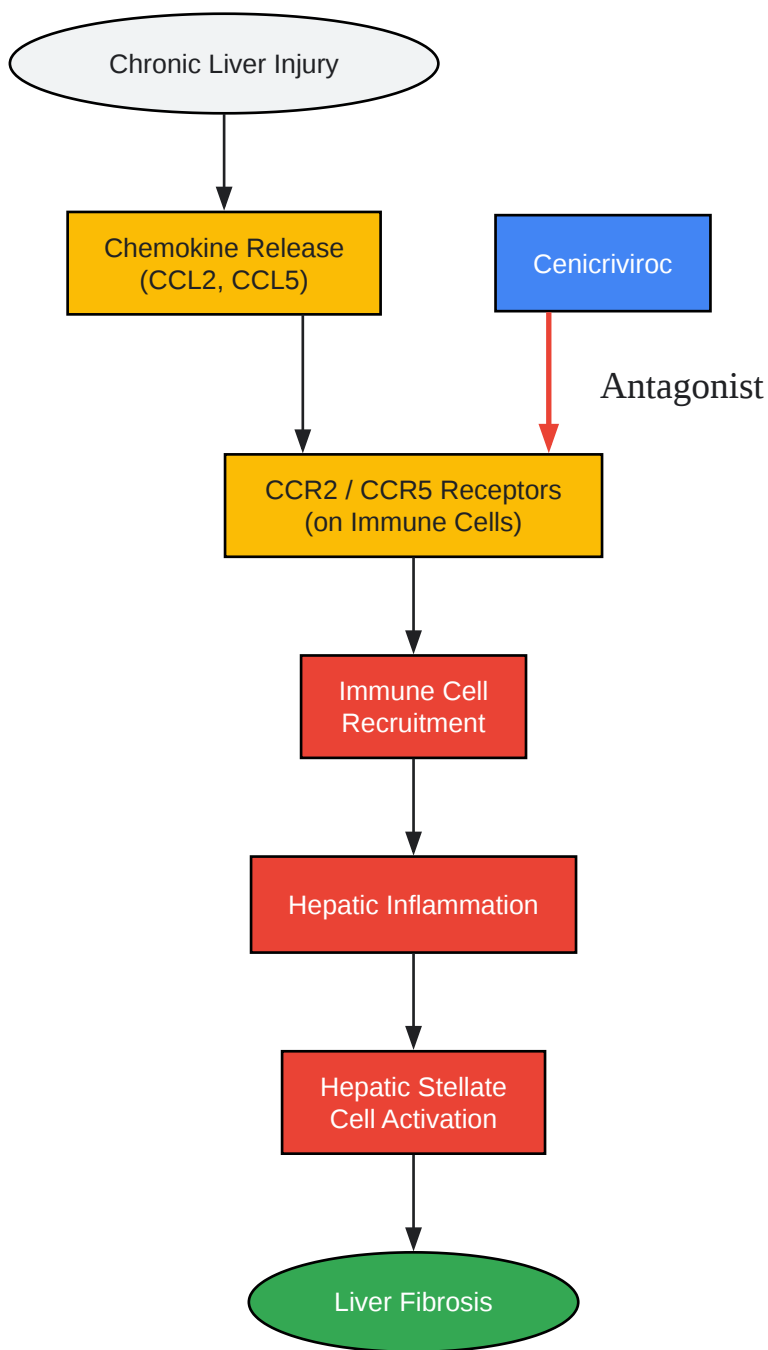 Chronic Liver Injury
Chemokine Release
(CCL2, CCL5)
Cenicriviroc
Antagonist
CCR2 / CCR5 Receptors
(on Immune Cells)
Immune Cell
Recruitment
Hepatic Inflammation
Hepatic Stellate
Cell Activation
Liver Fibrosis